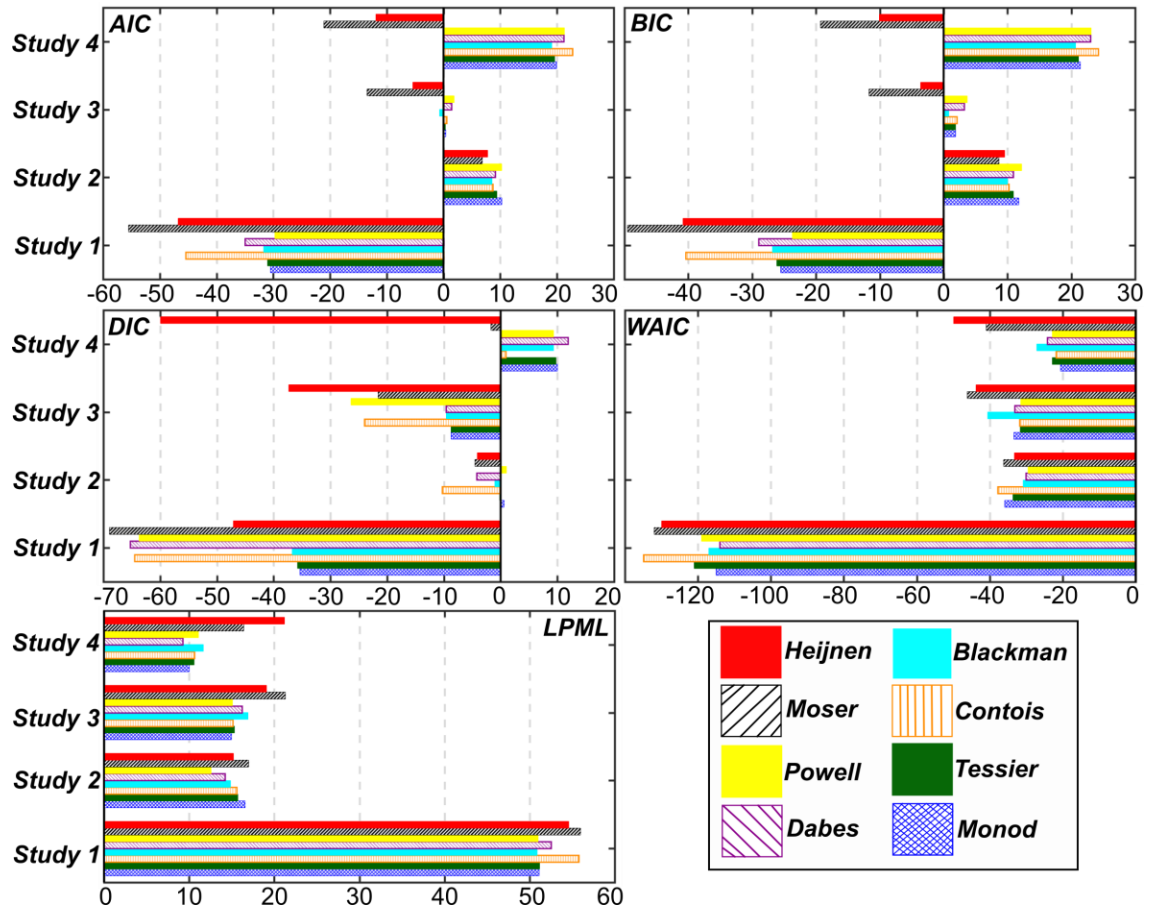 AIC
BIC
Study 4
Study 3
Study 2
Study 1
-60 -50 -40 -30 -20 -10 0 10 20 30
-40 -30 -20 -10 0 10 20 30
DIC
WAIC
Study 4
Study 3
Study 2
Study 1
-70 -60 -50 -40 -30 -20 -10 0 10 20
-120 -100 -80 -60 -40 -20 0
LPML
Study 4
Study 3
Study 2
Study 1
0 10 20 30 40 50 60
Heijnen
Blackman
Moser
Contois
Powell
Tessier
Dabes
Monod